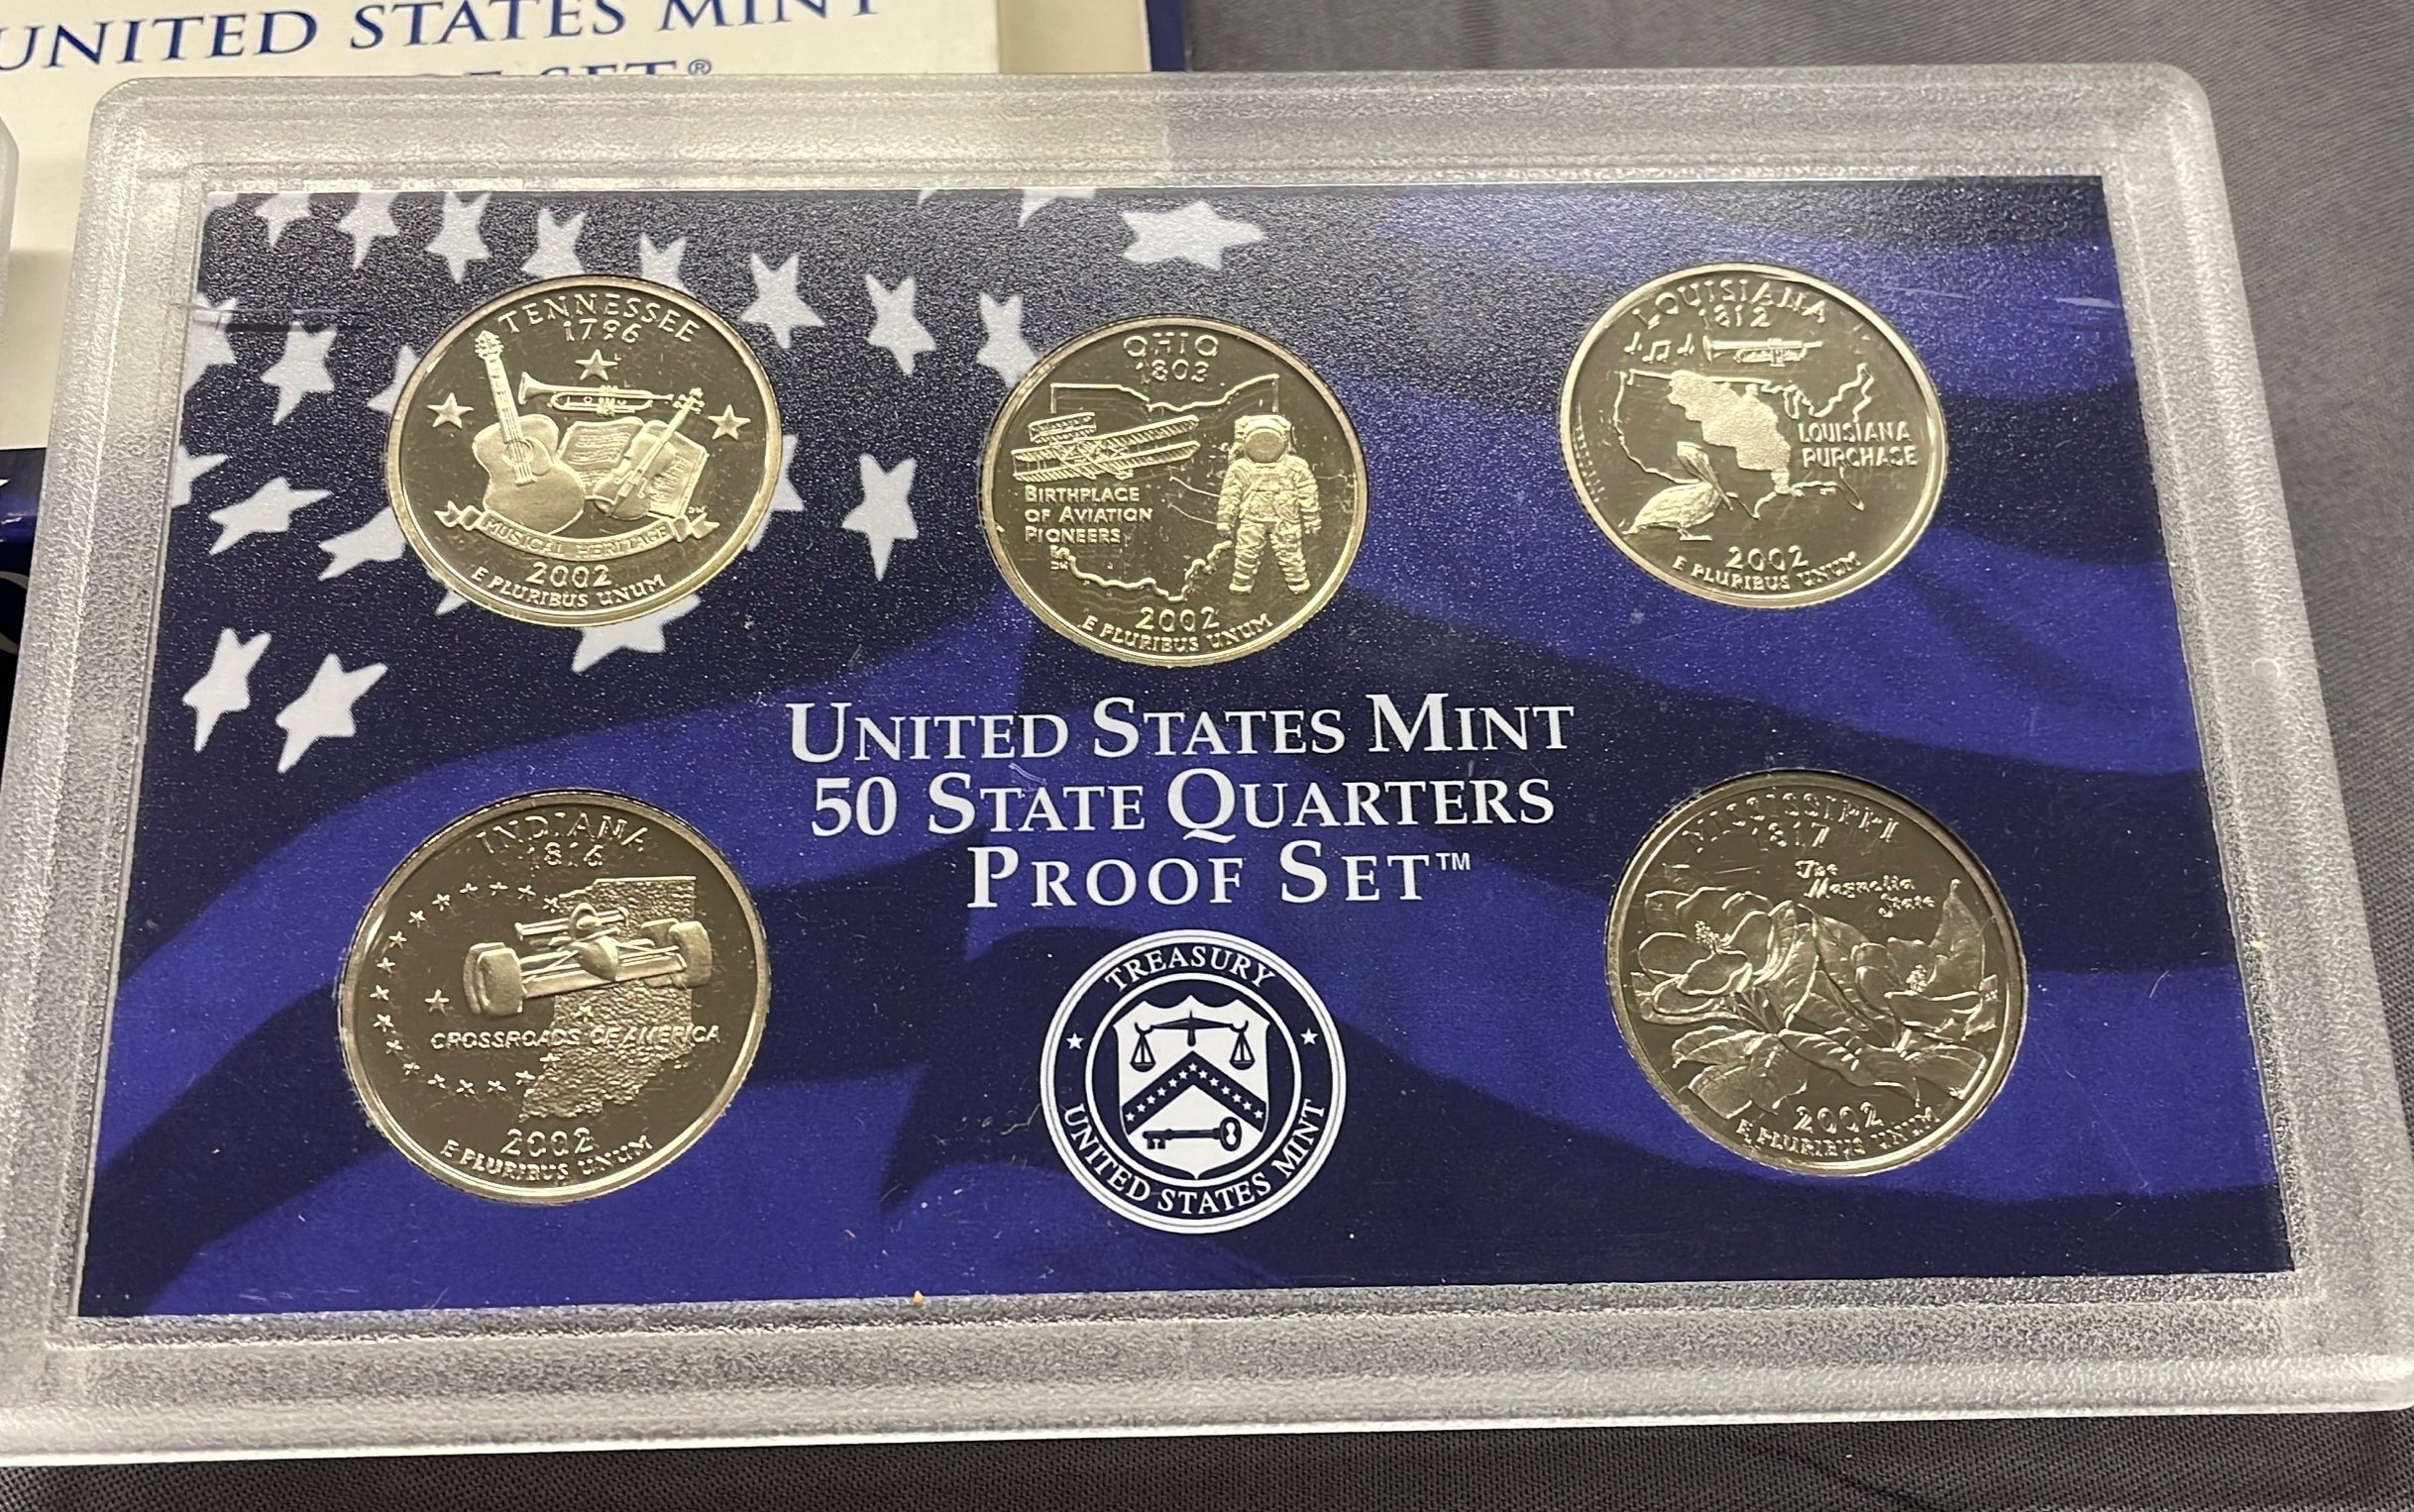 UNITED STATES MINT
SET®
TENNESSEE
1796
MUSICAL HERITAGE
2002
E PLURIBUS UNUM
OHIO
1803
BIRTHPLACE
OF AVIATION
PIONEERS
2002
E PLURIBUS UNUM
LOUISIANA
1812
LOUISIANA
PURCHASE
2002
E PLURIBUS UNUM
UNITED STATES MINT
50 STATE QUARTERS
PROOF SET™
INDIANA
1816
CROSSROADS OF AMERICA
2002
E PLURIBUS UNUM
TREASURY
UNITED STATES MINT
MISSISSIPPI
1817
The
Magnolia
State
2002
E PLURIBUS UNUM